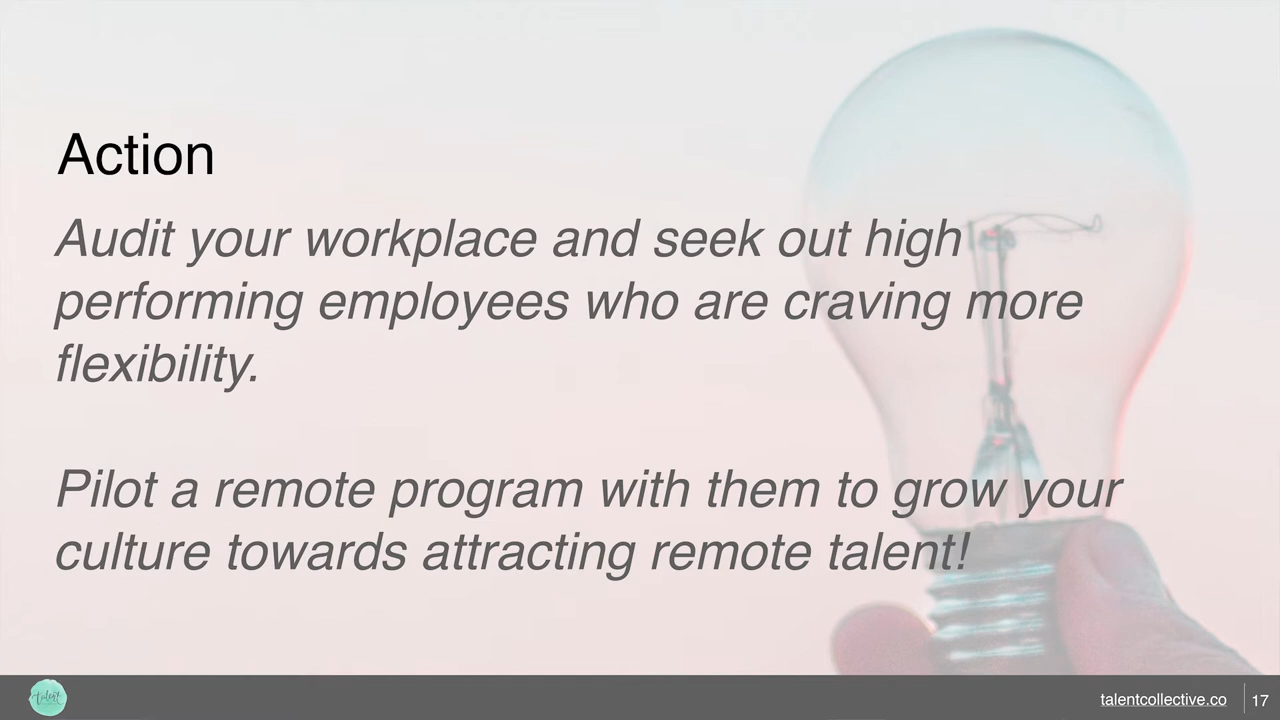 Action
Audit your workplace and seek out high
performing employees who are craving more
flexibility.
Pilot a remote program with them to grow your
culture towards attracting remote talent!
talent
talentcollective.co
17